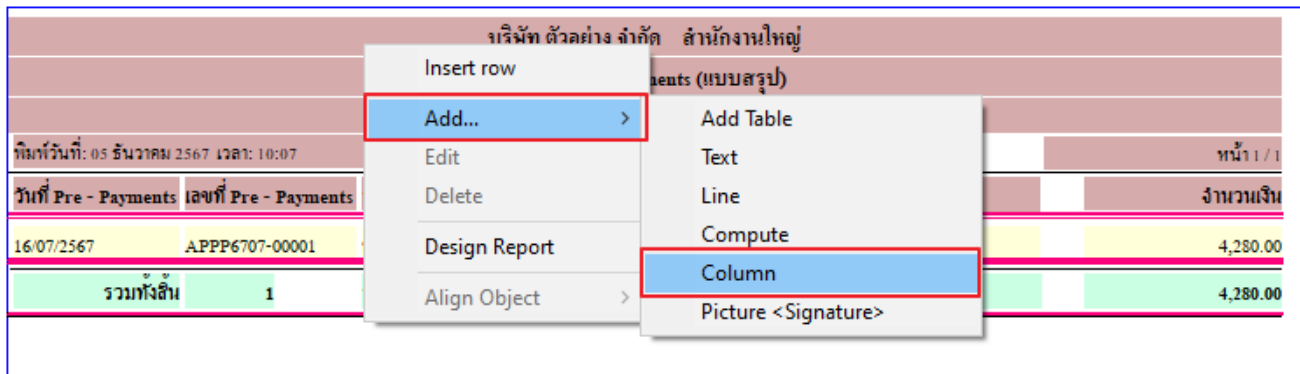 บริษัท ตัวอย่าง จำกัด สำนักงานใหญ่
Insert row
ments (แบบสรุป)
Add... >
Add Table
พิมพ์วันที่: 05 ธันวาคม 2567 เวลา: 10:07
Edit
Text
หน้า 1 / 1
Delete
Line
วันที่ Pre - Payments เลขที่ Pre - Payments
จำนวนเงิน
Compute
16/07/2567 APPP6707-00001
Design Report
4,280.00
Column
รวมทั้งสิ้น 1
Align Object >
4,280.00
Picture <Signature>